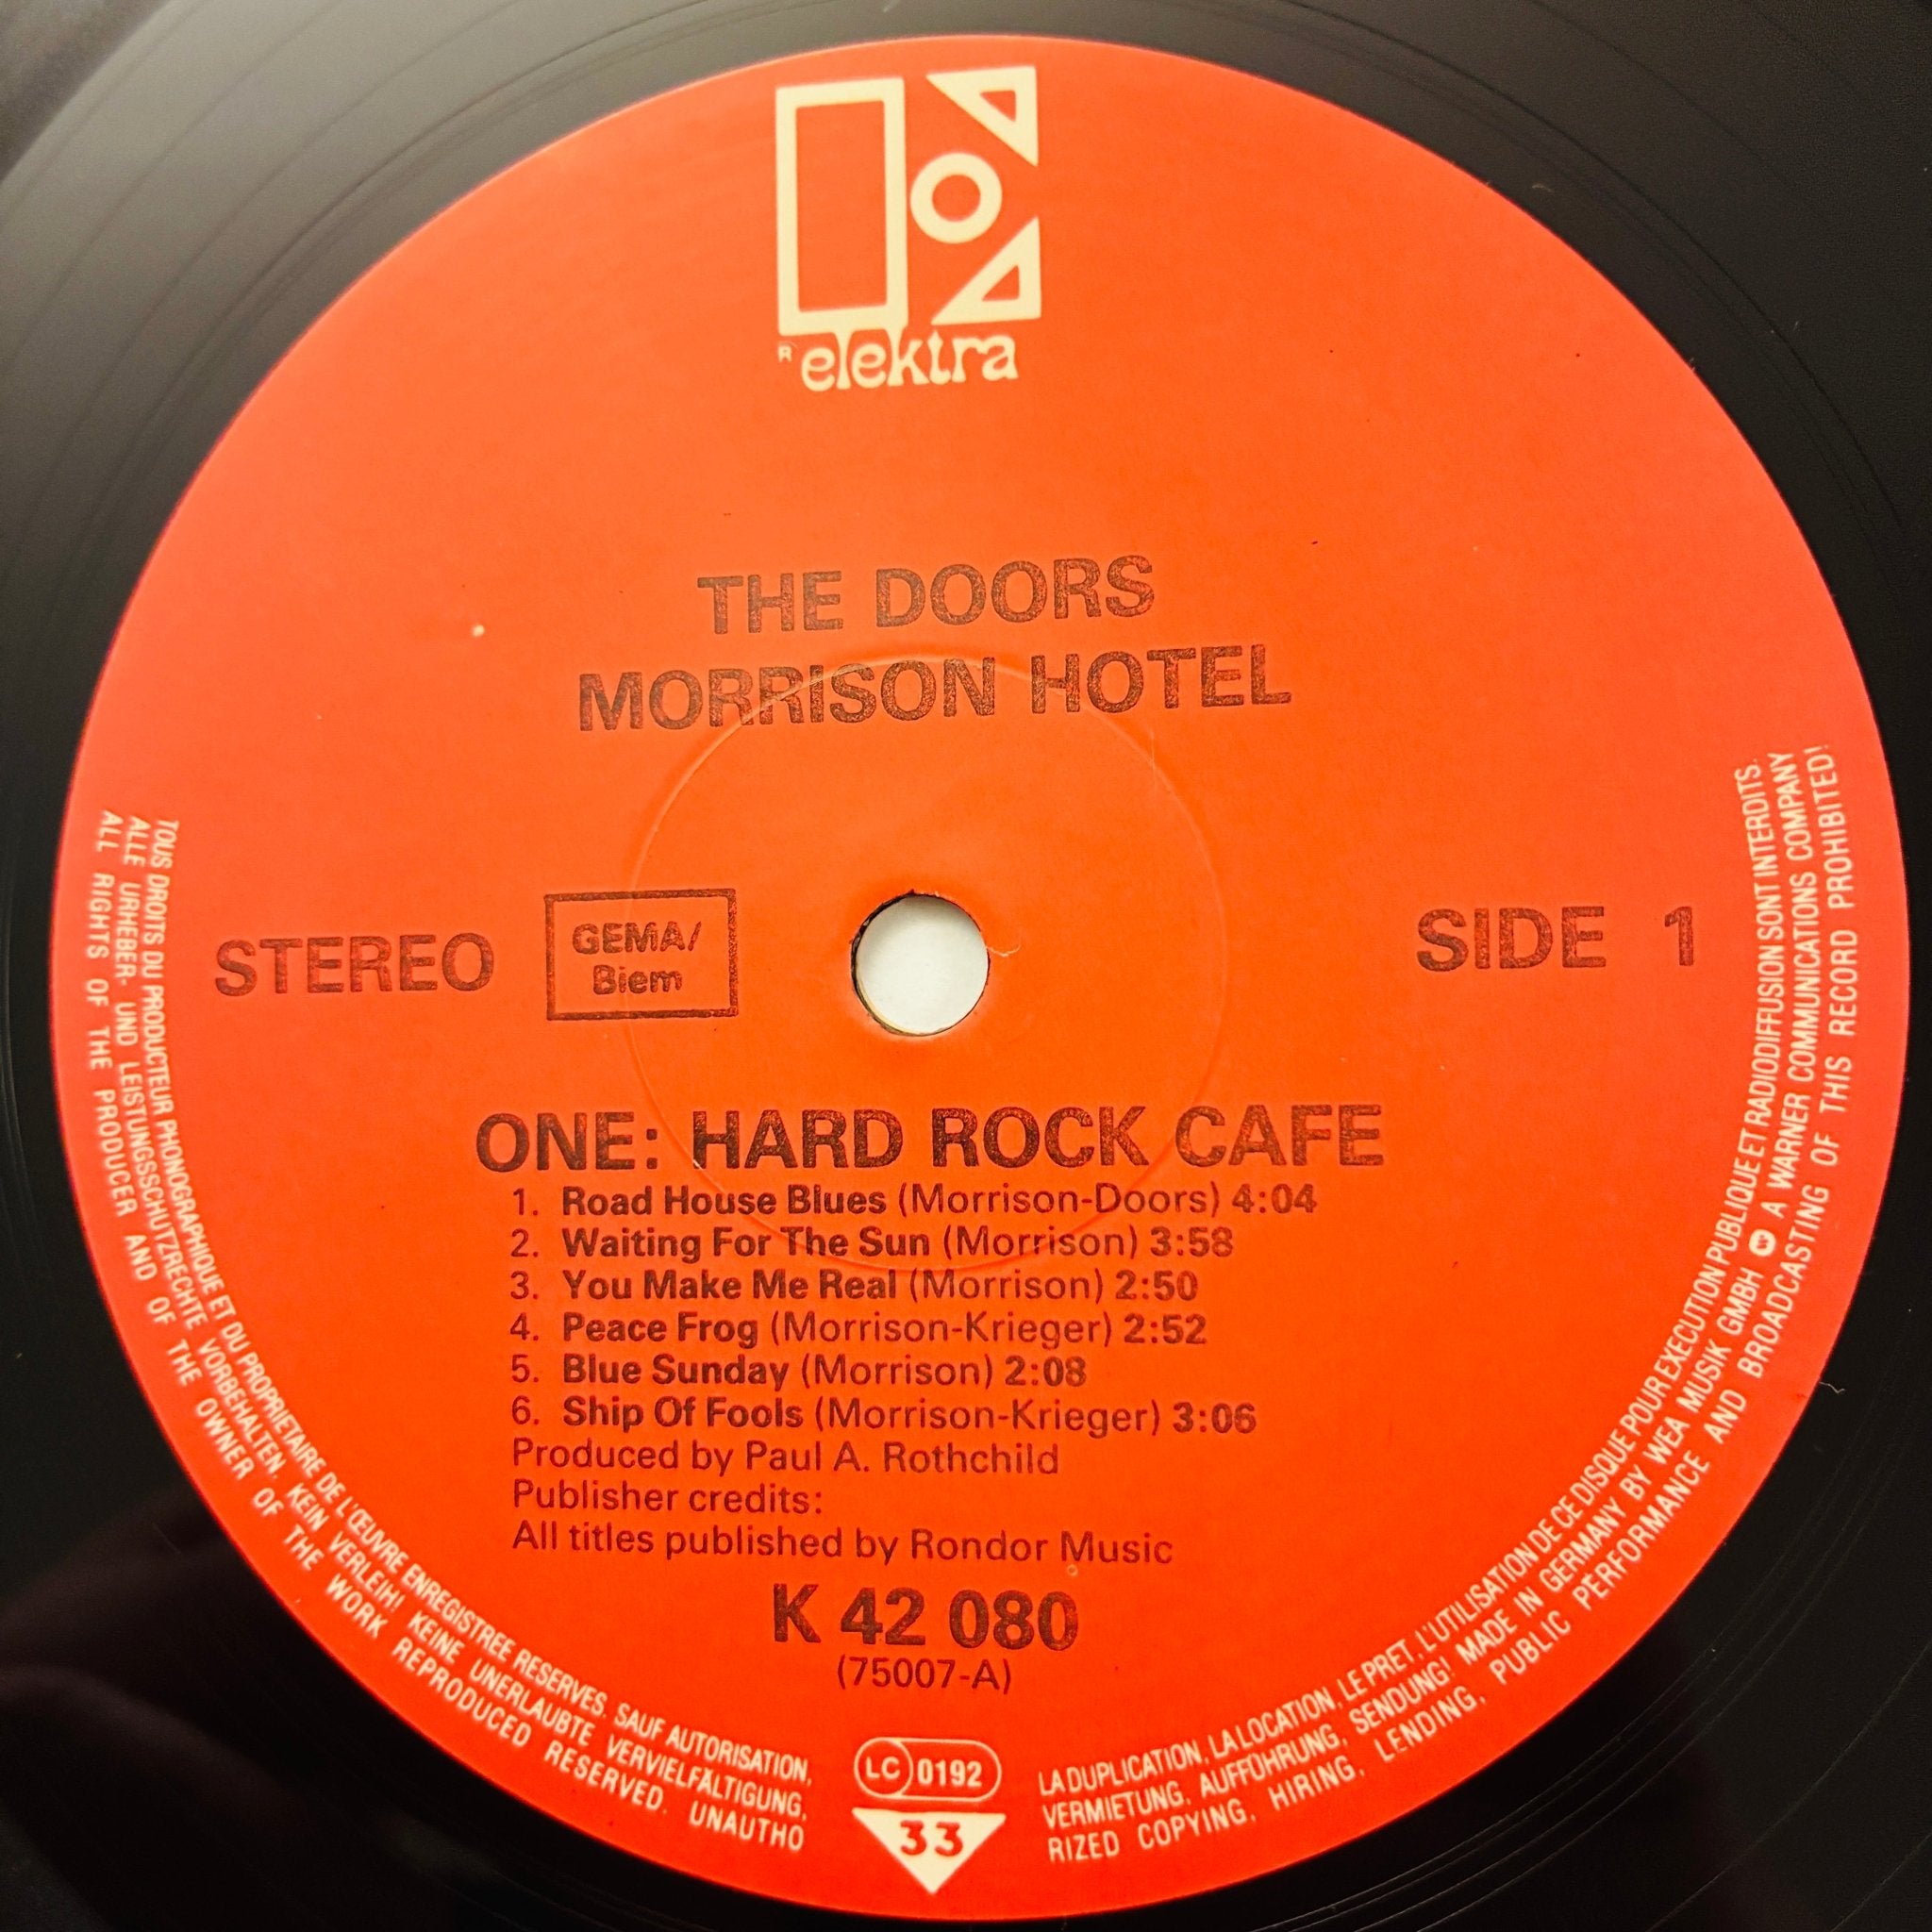 R elektra
THE DOORS
MORRISON HOTEL
STEREO
GEMA/
Biem
SIDE 1
ONE: HARD ROCK CAFE
1. Road House Blues (Morrison-Doors) 4:04
2. Waiting For The Sun (Morrison) 3:58
3. You Make Me Real (Morrison) 2:50
4. Peace Frog (Morrison-Krieger) 2:52
5. Blue Sunday (Morrison) 2:08
6. Ship Of Fools (Morrison-Krieger) 3:06
Produced by Paul A. Rothchild
Publisher credits:
All titles published by Rondor Music
K 42 080
(75007-A)
LC 0192
33
TOUS DROITS DU PRODUCTEUR PHONOGRAPHIQUE ET DU PROPRIETAIRE DE L'ŒUVRE ENREGISTREE RESERVES. SAUF AUTORISATION, LA DUPLICATION, LA LOCATION, LE PRET, L'UTILISATION DE CE DISQUE POUR EXECUTION PUBLIQUE ET RADIODIFFUSION SONT INTERDITS.
ALLE URHEBER- UND LEISTUNGSSCHUTZRECHTE VORBEHALTEN. KEIN VERLEIH! KEINE UNERLAUBTE VERVIELFÄLTIGUNG, VERMIETUNG, AUFFÜHRUNG, SENDUNG! MADE IN GERMANY BY WEA MUSIK GMBH W A WARNER COMMUNICATIONS COMPANY
ALL RIGHTS OF THE PRODUCER AND OF THE OWNER OF THE WORK REPRODUCED RESERVED. UNAUTHORIZED COPYING, HIRING, LENDING, PUBLIC PERFORMANCE AND BROADCASTING OF THIS RECORD PROHIBITED!